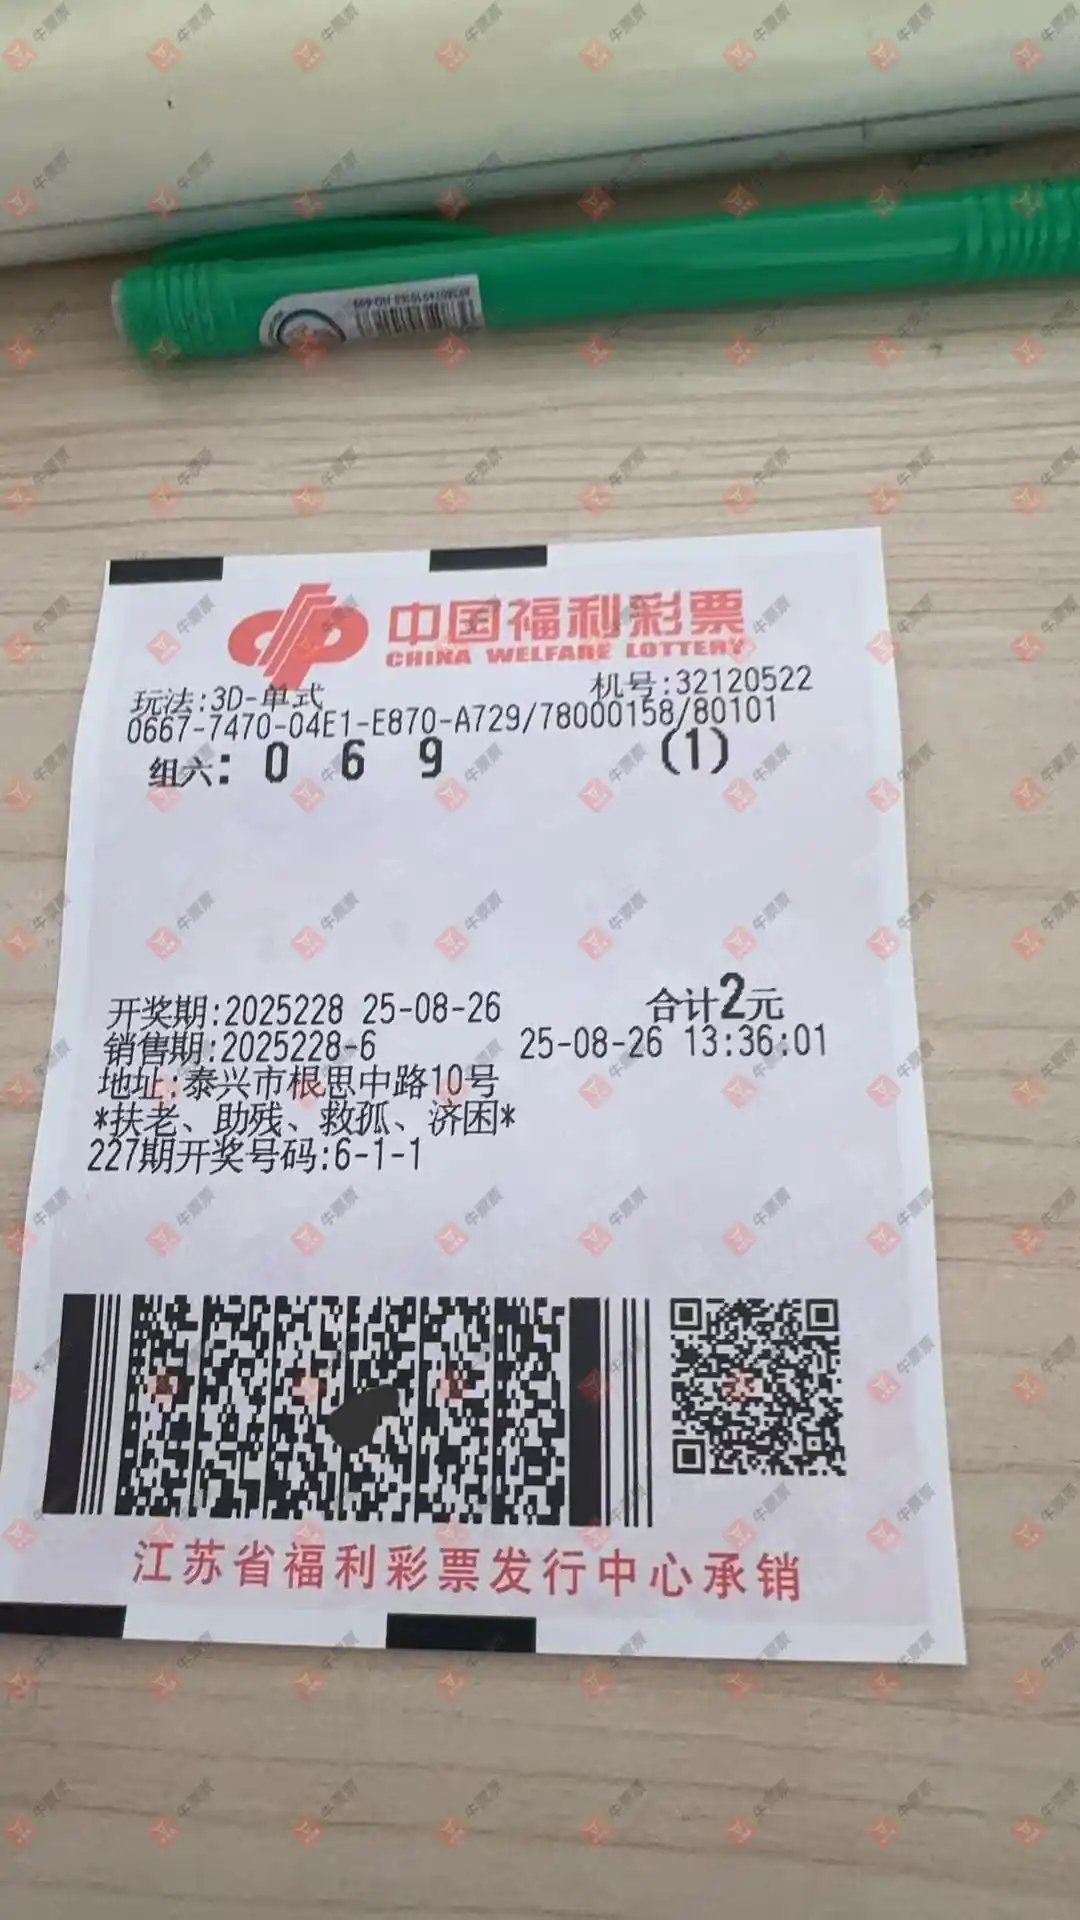 中国福利彩票
CHINA WELFARE LOTTERY
玩法:3D-单式 机号:32120522
0667-7470-04E1-E870-A729/78000158/80101
组六: 0 6 9 (1)
开奖期:2025228 25-08-26 合计2元
销售期:2025228-6 25-08-26 13:36:01
地址:泰兴市根思中路10号
*扶老、助残、救孤、济困*
227期开奖号码:6-1-1
江苏省福利彩票发行中心承销
牛票票